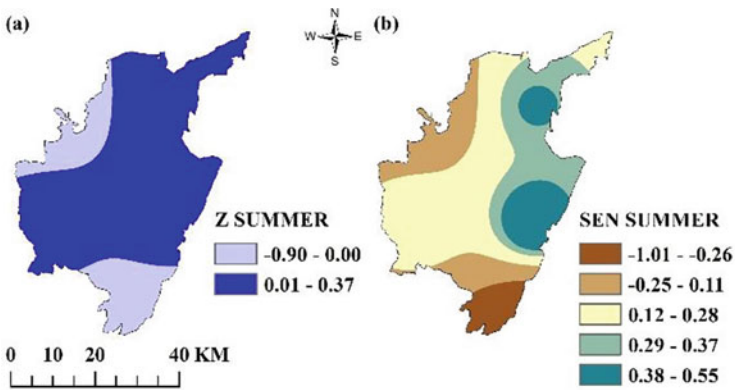 (a)
N
W E
S
(b)
Z SUMMER
-0.90 - 0.00
0.01 - 0.37
0 10 20 40 KM
SEN SUMMER
-1.01 - -0.26
-0.25 - 0.11
0.12 - 0.28
0.29 - 0.37
0.38 - 0.55